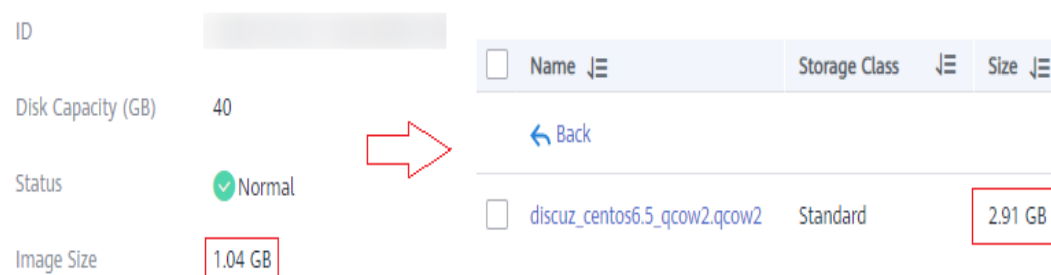 ID
Disk Capacity (GB) 40
Status Normal
Image Size 1.04 GB
Name Storage Class Size
Back
discuz_centos6.5_qcow2.qcow2 Standard 2.91 GB